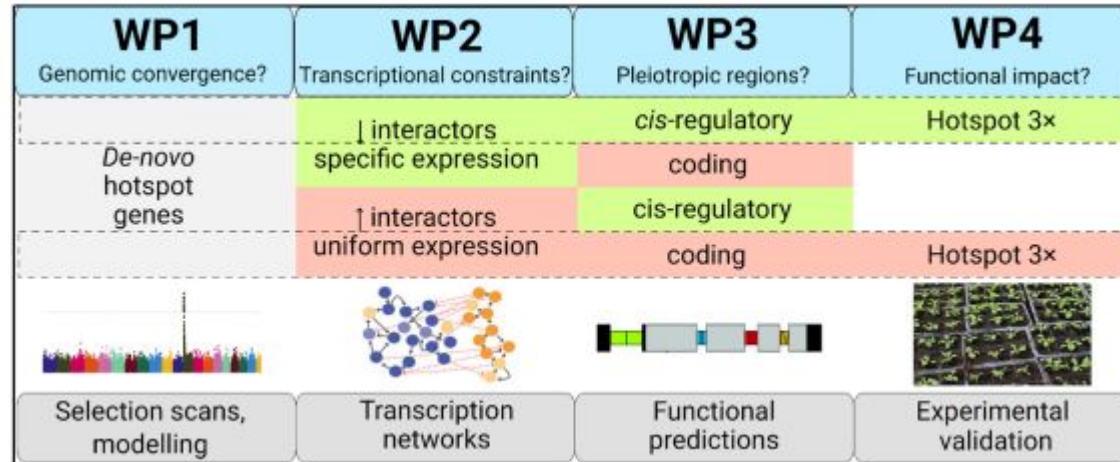 WP1
Genomic convergence?
WP2
Transcriptional constraints?
WP3
Pleiotropic regions?
WP4
Functional impact?
De-novo
hotspot
genes
↓ interactors
specific expression
↑ interactors
uniform expression
cis-regulatory
coding
cis-regulatory
coding
Hotspot 3×
Hotspot 3×
Selection scans,
modelling
Transcription
networks
Functional
predictions
Experimental
validation